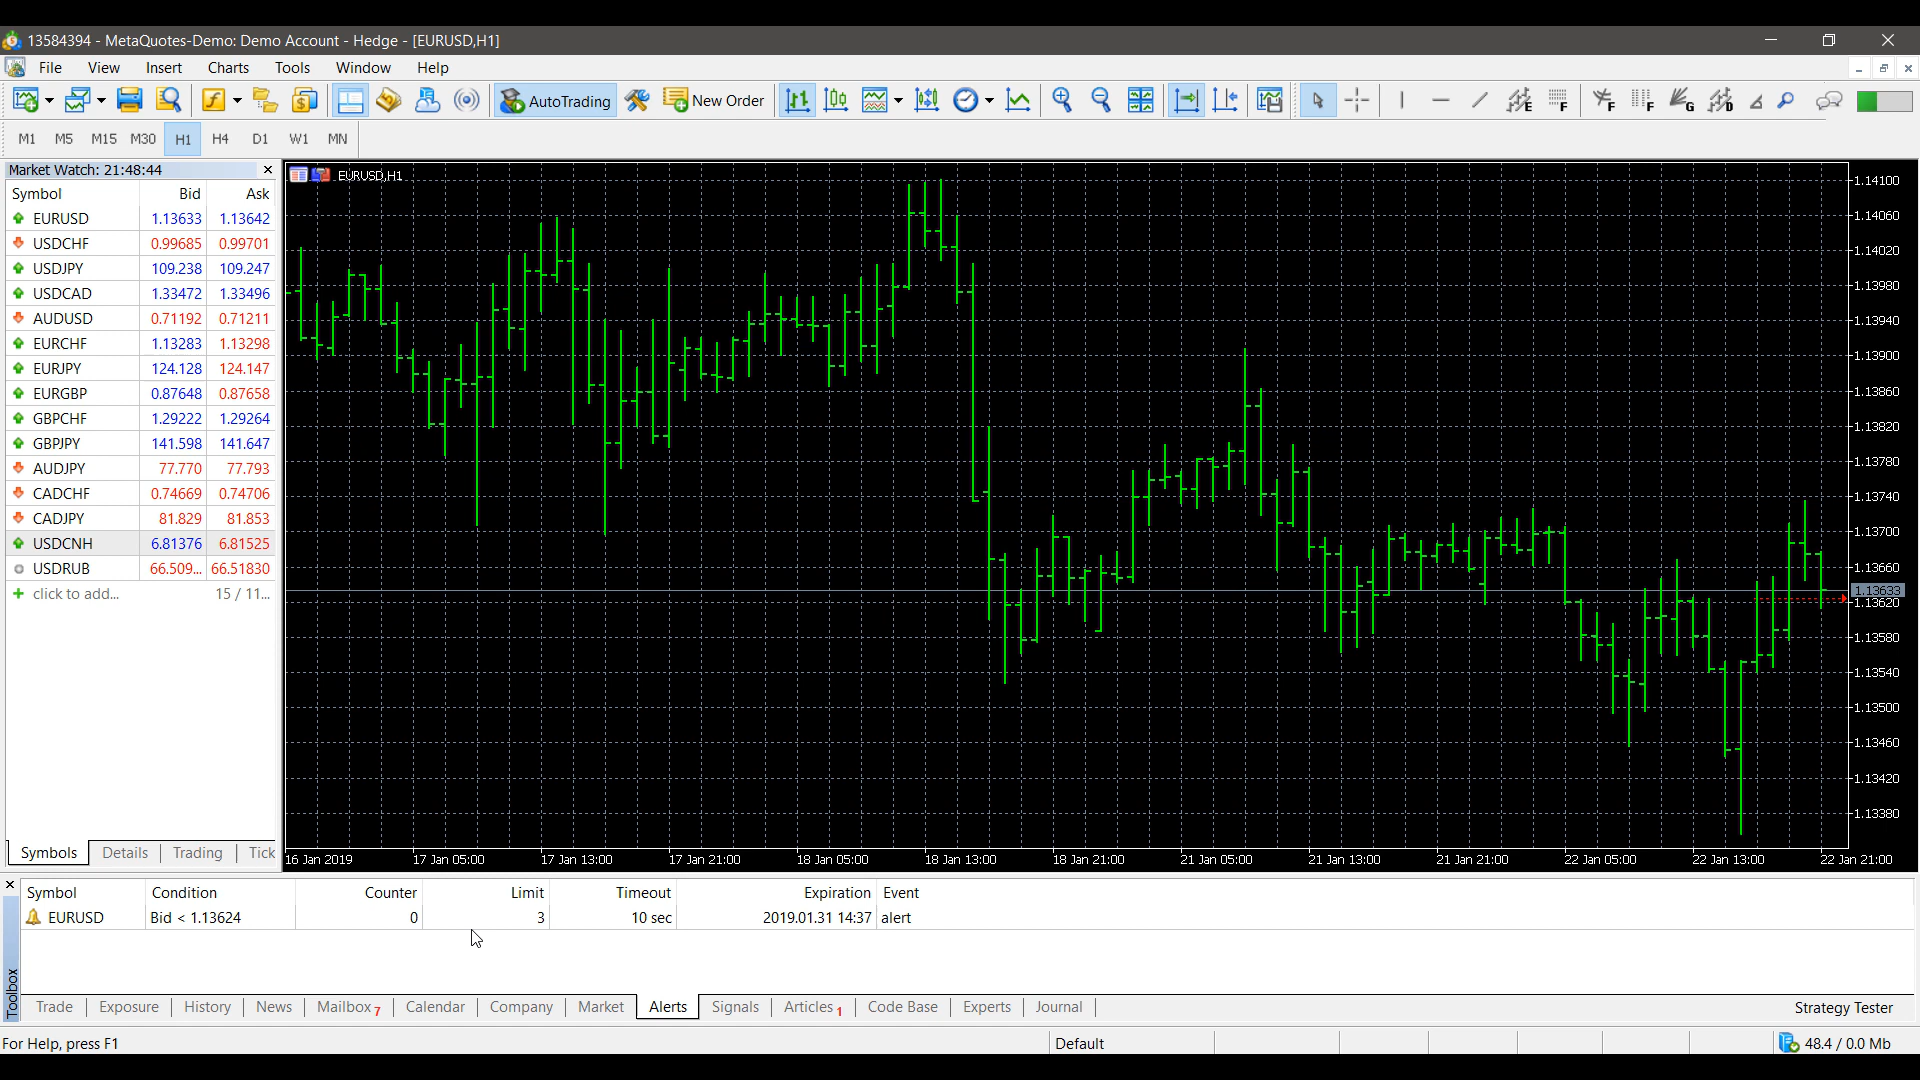 13584394 - MetaQuotes-Demo: Demo Account - Hedge - [EURUSD,H1]
File View Insert Charts Tools Window Help
AutoTrading New Order
M1 M5 M15 M30 H1 H4 D1 W1 MN
Market Watch: 21:48:44
Symbol Bid Ask
EURUSD 1.13633 1.13642
USDCHF 0.99685 0.99701
USDJPY 109.238 109.247
USDCAD 1.33472 1.33496
AUDUSD 0.71192 0.71211
EURCHF 1.13283 1.13298
EURJPY 124.128 124.147
EURGBP 0.87648 0.87658
GBPCHF 1.29222 1.29264
GBPJPY 141.598 141.647
AUDJPY 77.770 77.793
CADCHF 0.74669 0.74706
CADJPY 81.829 81.853
USDCNH 6.81376 6.81525
USDRUB 66.509... 66.51830
click to add... 15 / 11...
Symbols Details Trading Tick
EURUSD,H1
1.14100
1.14060
1.14020
1.13980
1.13940
1.13900
1.13860
1.13820
1.13780
1.13740
1.13700
1.13660
1.13633
1.13620
1.13580
1.13540
1.13500
1.13460
1.13420
1.13380
16 Jan 2019 17 Jan 05:00 17 Jan 13:00 17 Jan 21:00 18 Jan 05:00 18 Jan 13:00 18 Jan 21:00 21 Jan 05:00 21 Jan 13:00 21 Jan 21:00 22 Jan 05:00 22 Jan 13:00 22 Jan 21:00
Symbol Condition Counter Limit Timeout Expiration Event
EURUSD Bid < 1.13624 0 3 10 sec 2019.01.31 14:37 alert
Toolbox
Trade Exposure History News Mailbox 7 Calendar Company Market Alerts Signals Articles 1 Code Base Experts Journal Strategy Tester
For Help, press F1 Default 48.4 / 0.0 Mb